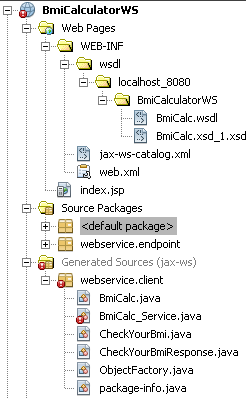 BmiCalculatorWS
Web Pages
WEB-INF
wsdl
localhost_8080
BmiCalculatorWS
BmiCalc.wsdl
BmiCalc.xsd_1.xsd
jax-ws-catalog.xml
web.xml
index.jsp
Source Packages
<default package>
webservice.endpoint
Generated Sources (jax-ws)
webservice.client
BmiCalc.java
BmiCalc_Service.java
CheckYourBmi.java
CheckYourBmiResponse.java
ObjectFactory.java
package-info.java